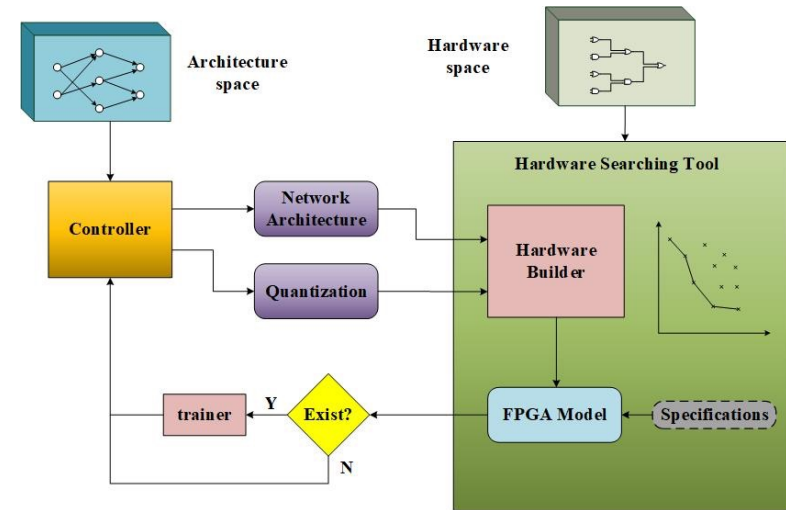 Architecture
space
Hardware
space
Hardware Searching Tool
Controller
Network
Architecture
Quantization
Hardware
Builder
trainer
Y
Exist?
N
FPGA Model
Specifications